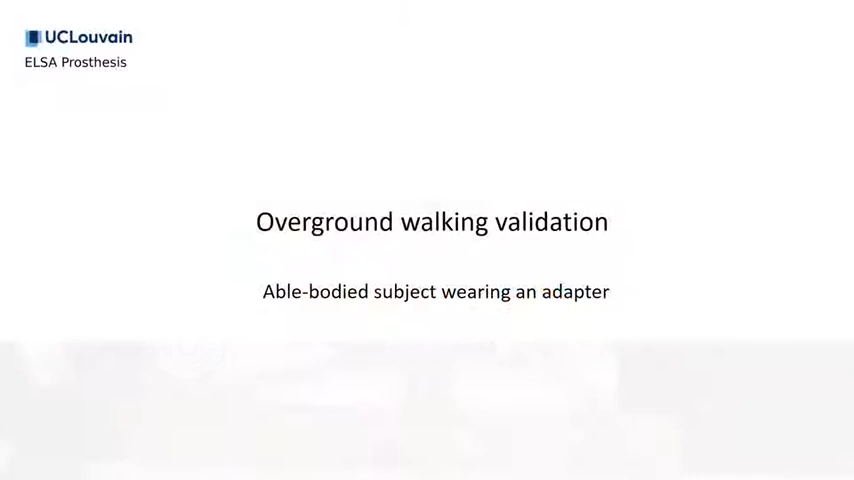 UCLouvain
ELSA Prosthesis
Overground walking validation
Able-bodied subject wearing an adapter